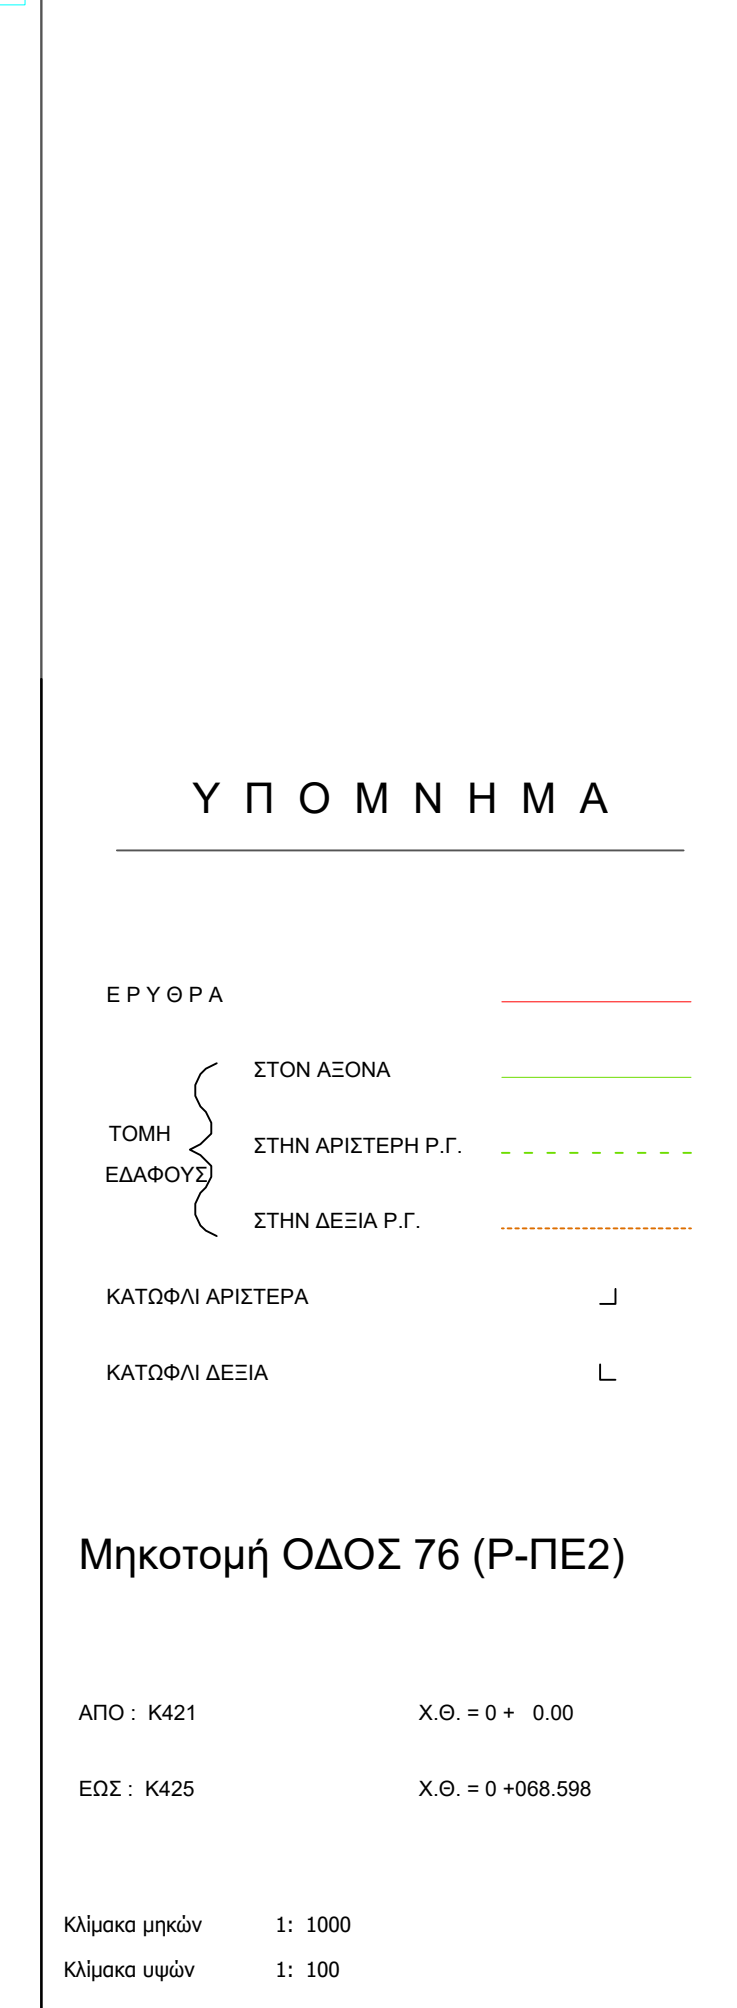 Υ Π Ο Μ Ν Η Μ Α
Ε Ρ Υ Θ Ρ Α
ΣΤΟΝ ΑΞΟΝΑ
ΤΟΜΗ
ΣΤΗΝ ΑΡΙΣΤΕΡΗ Ρ.Γ.
ΕΔΑΦΟΥΣ
ΣΤΗΝ ΔΕΞΙΑ Ρ.Γ.
ΚΑΤΩΦΛΙ ΑΡΙΣΤΕΡΑ
ΚΑΤΩΦΛΙ ΔΕΞΙΑ
Μηκοτομή ΟΔΟΣ 76 (Ρ-ΠΕ2)
ΑΠΟ : Κ421 Χ.Θ. = 0 + 0.00
ΕΩΣ : Κ425 Χ.Θ. = 0 +068.598
Κλίμακα μηκών 1: 1000
Κλίμακα υψών 1: 100